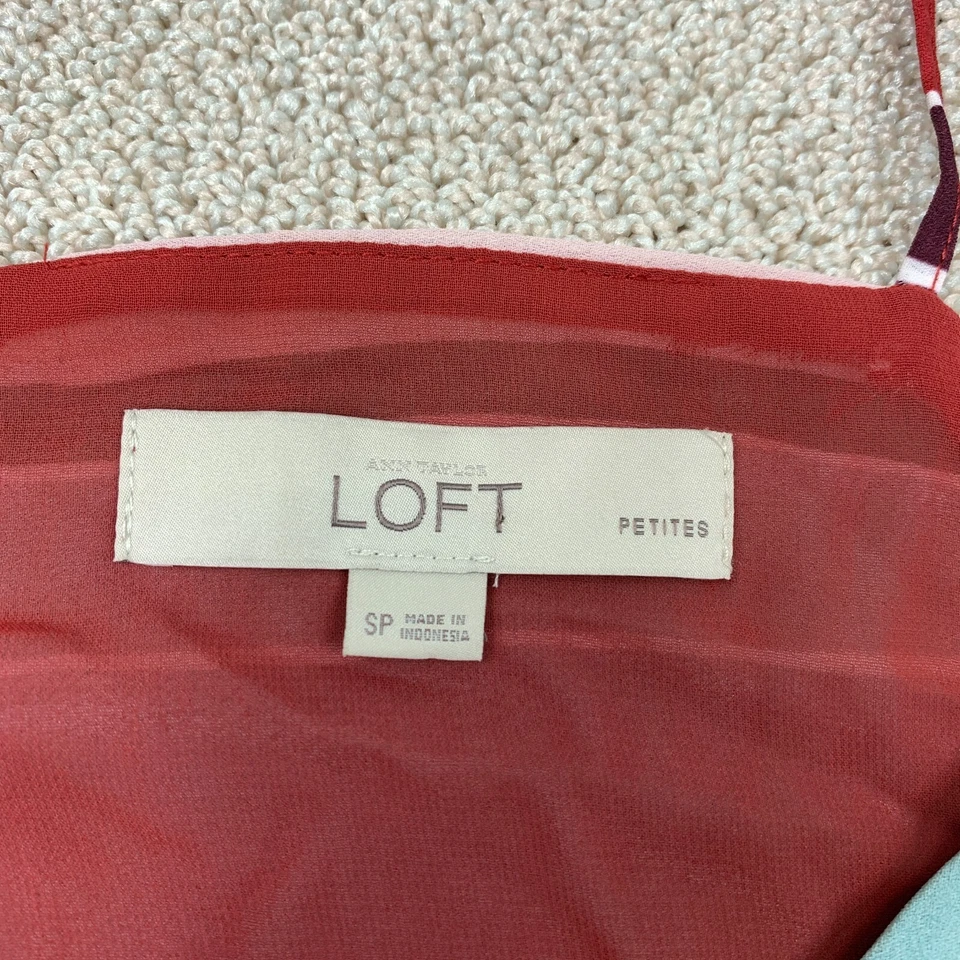 ANN TAYLOR
LOFT
PETITES
SP MADE IN
INDONESIA